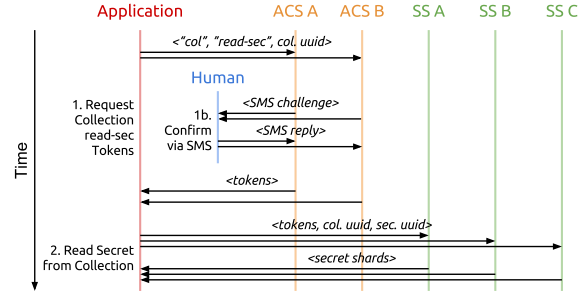 Application ACS A ACS B SS A SS B SS C
<"col", "read-sec", col. uuid>
Human
<SMS challenge>
1. Request
Collection
read-sec
Tokens
1b.
Confirm
via SMS
<SMS reply>
Time
<tokens>
<tokens, col. uuid, sec. uuid>
2. Read Secret
from Collection
<secret shards>